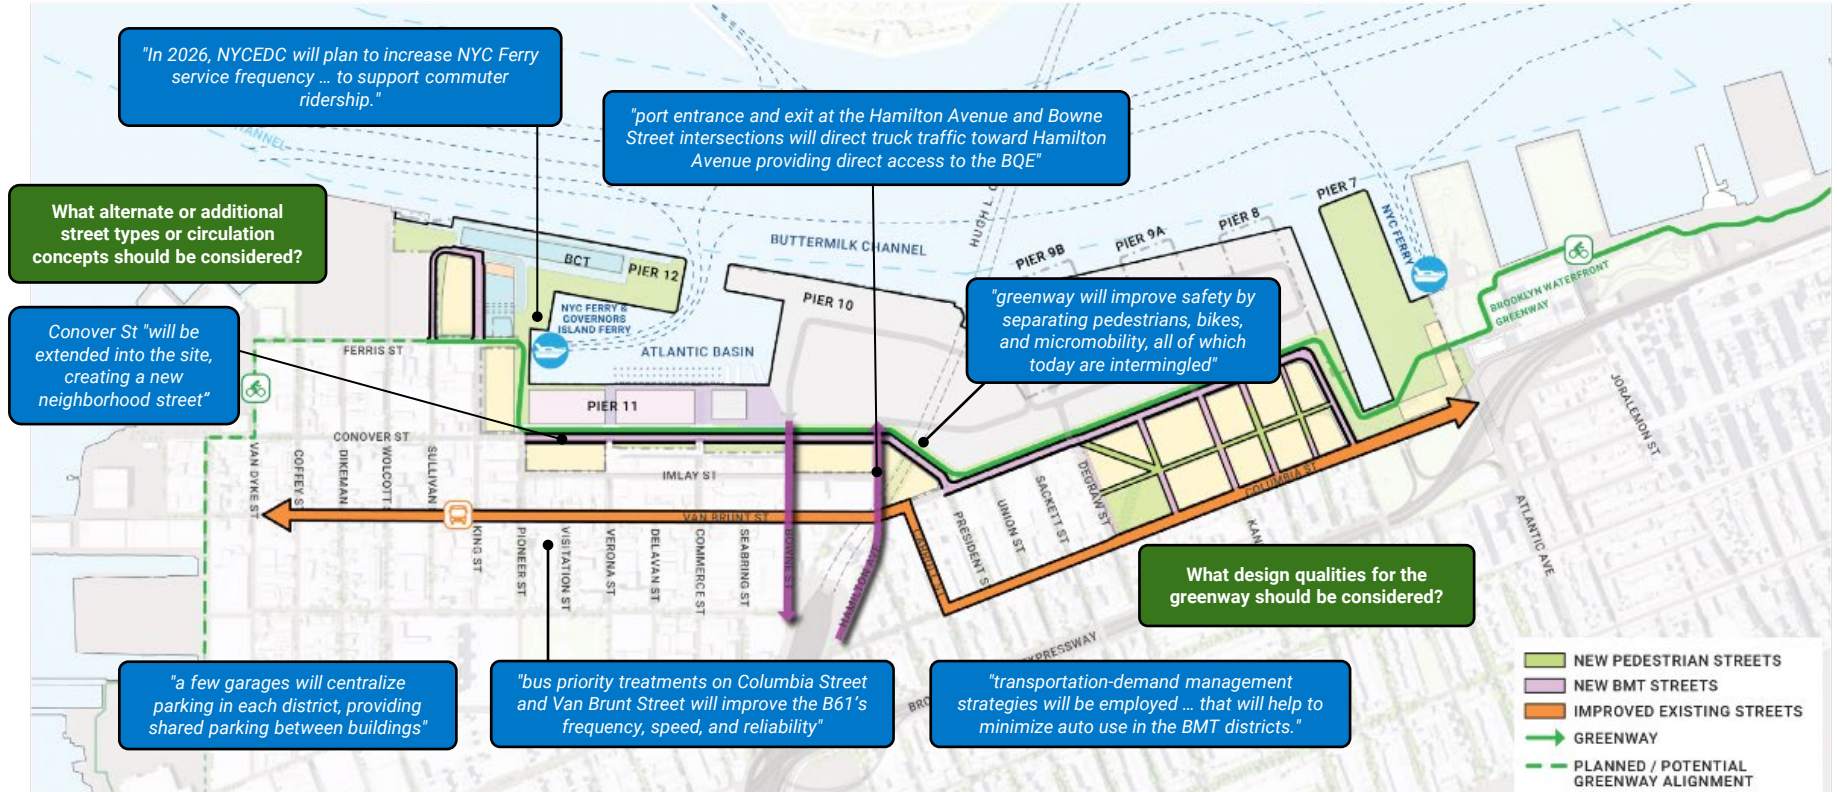 "In 2026, NYCEDC will plan to increase NYC Ferry
service frequency ... to support commuter
ridership."
"port entrance and exit at the Hamilton Avenue and Bowne
Street intersections will direct truck traffic toward Hamilton
Avenue providing direct access to the BQE"
CHANNEL
HUGH L
What alternate or additional
street types or circulation
concepts should be considered?
BUTTERMILK CHANNEL
PIER 7
PIER 8
PIER 9A
PIER 9B
NYC FERRY
BCT
PIER 12
PIER 10
NYC FERRY &
GOVERNORS
ISLAND FERRY
ATLANTIC BASIN
BROOKLYN WATERFRONT
GREENWAY
"greenway will improve safety by
separating pedestrians, bikes,
and micromobility, all of which
today are intermingled"
Conover St "will be
extended into the site,
creating a new
neighborhood street"
FERRIS ST
PIER 11
CONOVER ST
IMLAY ST
VAN BRUNT ST
COLUMBIA ST
JORALEMON ST
ATLANTIC AVE
VAN DYKE ST
COFFEY ST
DIKEMAN
WOLCOTT
SULLIVAN
KING ST
PIONEER ST
VISITATION ST
VERONA ST
DELAVAN ST
COMMERCE ST
SEABRING ST
BOWNE ST
HAMILTON AVE
PRESIDENT S
UNION ST
SACKETT ST
DEGRAW ST
KAN
What design qualities for the
greenway should be considered?
EXPRESSWAY
BRO
"a few garages will centralize
parking in each district, providing
shared parking between buildings"
"bus priority treatments on Columbia Street
and Van Brunt Street will improve the B61's
frequency, speed, and reliability"
"transportation-demand management
strategies will be employed ... that will help to
minimize auto use in the BMT districts."
NEW PEDESTRIAN STREETS
NEW BMT STREETS
IMPROVED EXISTING STREETS
GREENWAY
PLANNED / POTENTIAL
GREENWAY ALIGNMENT